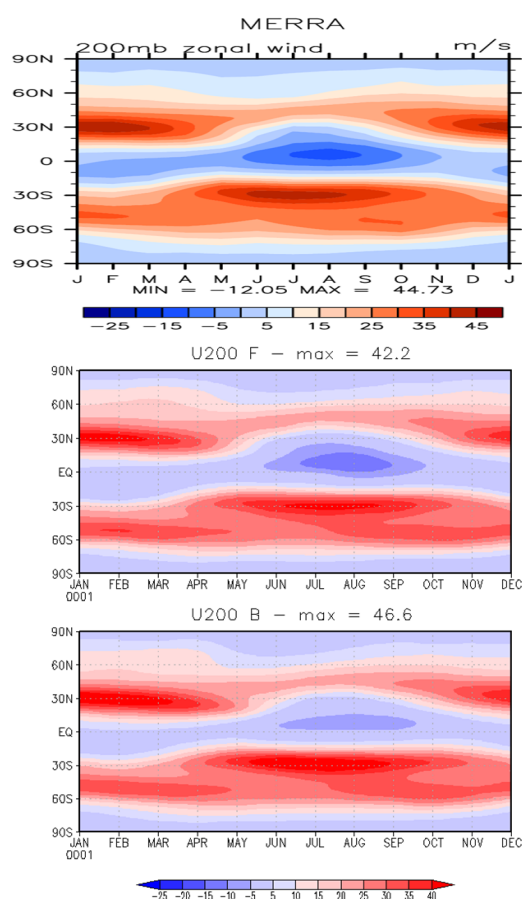 MERRA
200mb zonal wind m/s
90N
60N
30N
0
30S
60S
90S
J F M A M J J A S O N D J
MIN = -12.05 MAX = 44.73
-25 -15 -5 5 15 25 35 45
U200 F - max = 42.2
90N
60N
30N
EQ
30S
60S
90S
JAN FEB MAR APR MAY JUN JUL AUG SEP OCT NOV DEC
0001
U200 B - max = 46.6
90N
60N
30N
EQ
30S
60S
90S
JAN FEB MAR APR MAY JUN JUL AUG SEP OCT NOV DEC
0001
-25 -20 -15 -10 -5 5 10 15 20 25 30 35 40